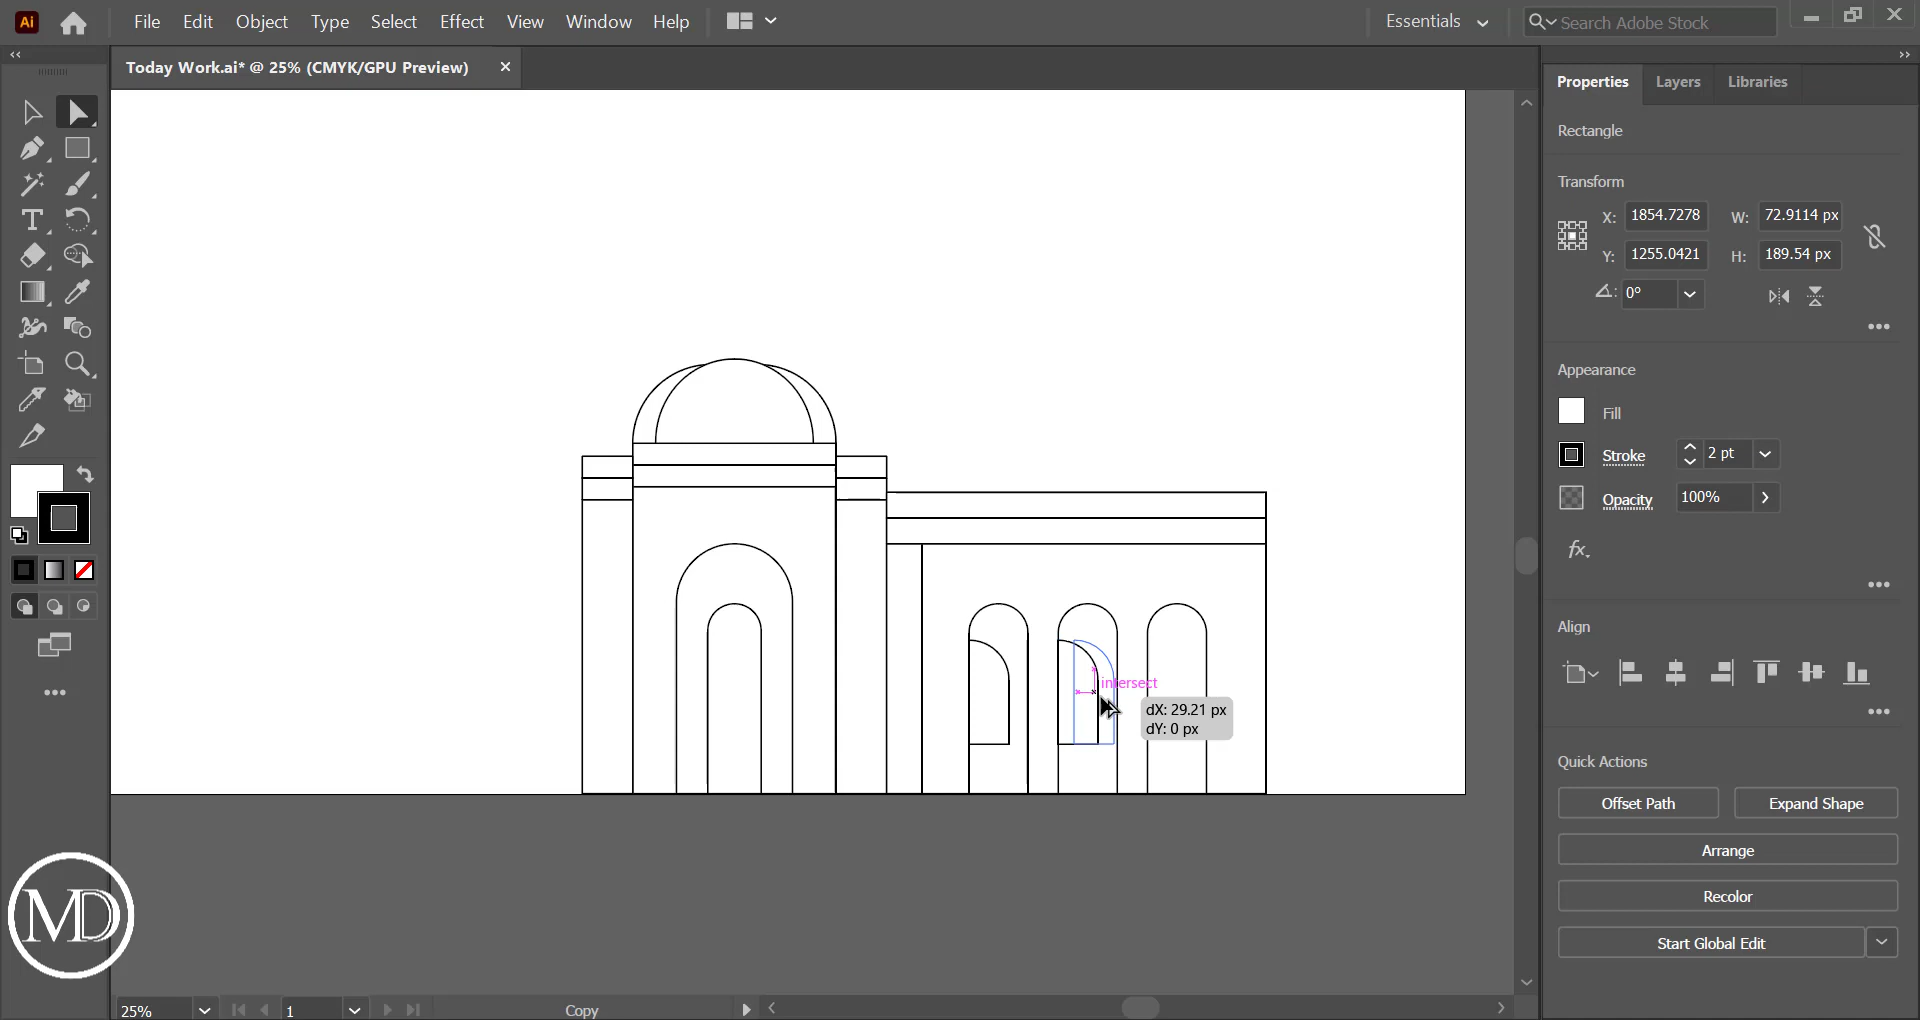 Ai File Edit Object Type Select Effect View Window Help
Essentials
Search Adobe Stock
Today Work.ai* @ 25% (CMYK/GPU Preview)
Properties Layers Libraries
Rectangle
Transform
X: 1854.7278 W: 72.9114 px
Y: 1255.0421 H: 189.54 px
0°
Appearance
Fill
Stroke 2 pt
Opacity 100%
fx.
Align
Quick Actions
Offset Path Expand Shape
Arrange
Recolor
Start Global Edit
intersect
dX: 29.21 px
dY: 0 px
MD
25% 1 Copy